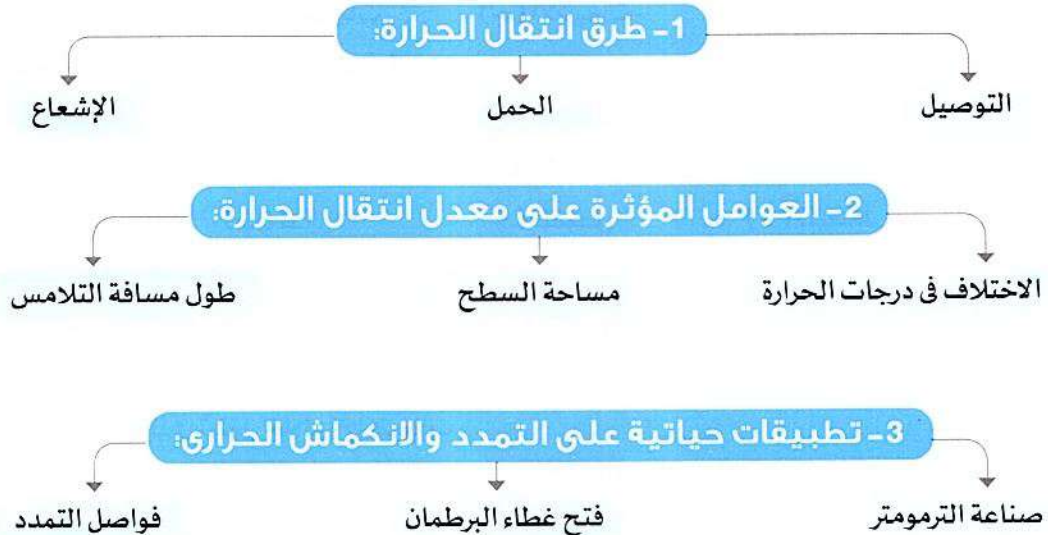 1- طرق انتقال الحرارة:
التوصيل الحمل الإشعاع
2- العوامل المؤثرة على معدل انتقال الحرارة:
الاختلاف فى درجات الحرارة مساحة السطح طول مسافة التلامس
3- تطبيقات حياتية على التمدد والانكماش الحرارى:
صناعة الترمومتر فتح غطاء البرطمان فواصل التمدد